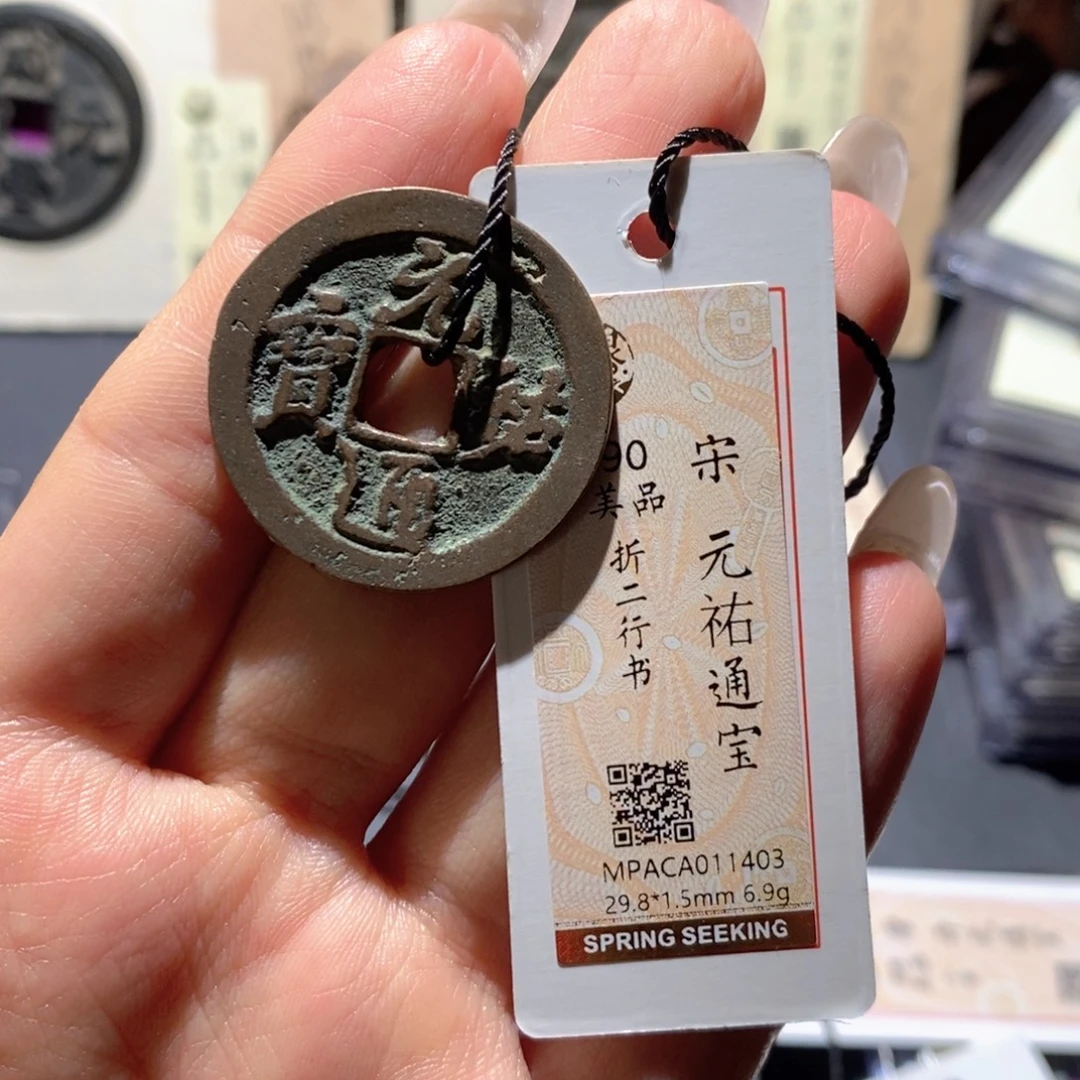 元
通
寶
宋 元祐通宝
90
美品
折二行书
MPACA011403
29.8*1.5mm 6.9g
SPRING SEEKING